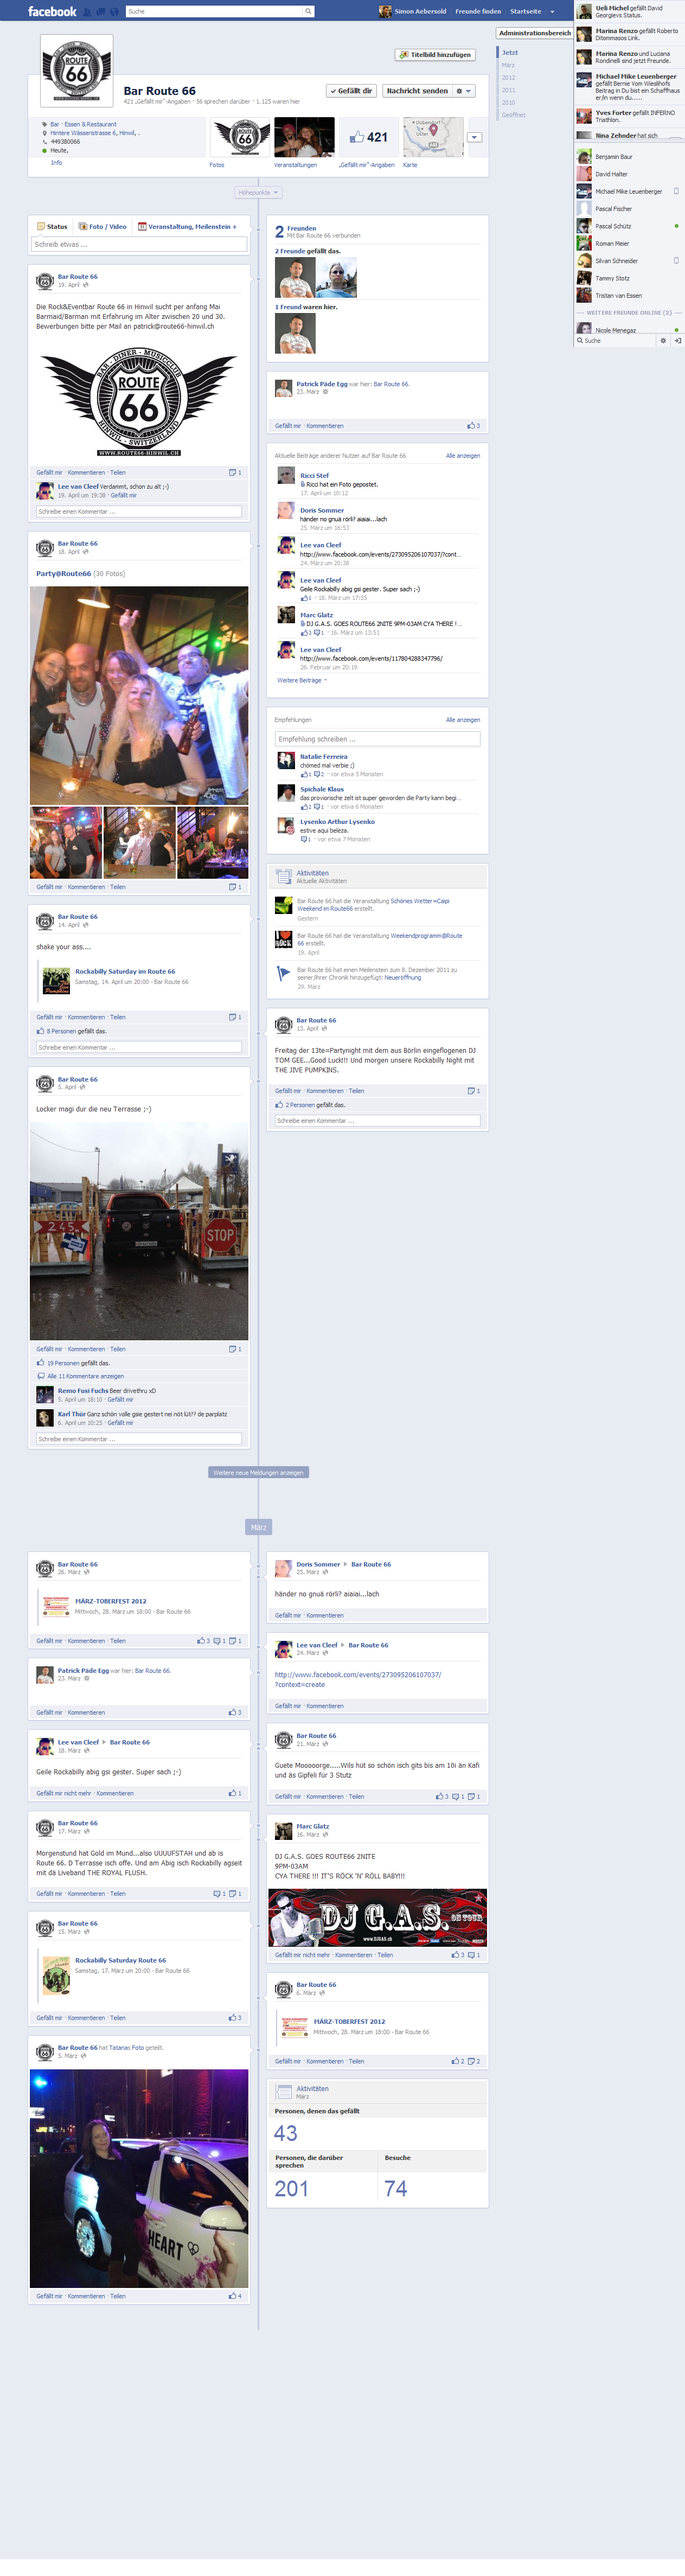 facebook
Suche
Simon Aebersold
Freunde finden
Startseite
Administrationsbereich
Jetzt
März
2012
2011
2010
Geöffnet
Titelbild hinzufügen
ROUTE
66
Bar Route 66
421 „Gefällt mir“-Angaben · 56 sprechen darüber · 1.125 waren hier
Gefällt dir
Nachricht senden
Bar · Essen & Restaurant
Hintere Wässeristrasse 6, Hinwil, .
449380066
Heute,
Info
421
Fotos
Veranstaltungen
„Gefällt mir“-Angaben
Karte
Höhepunkte
Status
Foto / Video
Veranstaltung, Meilenstein +
Schreib etwas ...
Bar Route 66
19. April
Die Rock&Eventbar Route 66 in Hinwil sucht per anfang Mai
Barmaid/Barman mit Erfahrung im Alter zwischen 20 und 30.
Bewerbungen bitte per Mail an patrick@route66-hinwil.ch
BAR - DINER - MUSICCLUB
ROUTE
66
HINWIL - SWITZERLAND
WWW.ROUTE66-HINWIL.CH
Gefällt mir · Kommentieren · Teilen
1
Lee van Cleef Verdammt, schon zu alt ;-)
19. April um 19:38 · Gefällt mir
Schreibe einen Kommentar ...
Bar Route 66
18. April
Party@Route66 (30 Fotos)
Gefällt mir · Kommentieren · Teilen
1
Bar Route 66
14. April
shake your ass....
Rockabilly Saturday im Route 66
Samstag, 14. April um 20:00 · Bar Route 66
Gefällt mir · Kommentieren · Teilen
1
8 Personen gefällt das.
Schreibe einen Kommentar ...
Bar Route 66
5. April
Locker magi dur die neu Terrasse ;-)
245
STOP
Gefällt mir · Kommentieren · Teilen
1
19 Personen gefällt das.
Alle 11 Kommentare anzeigen
Remo Fusi Fuchs Beer drivethru xD
5. April um 18:10 · Gefällt mir
Karl Thür Ganz schön volle gsie gestert nei nöt lüt?? de parplatz
6. April um 10:25 · Gefällt mir
Schreibe einen Kommentar ...
2 Freunden
Mit Bar Route 66 verbunden
2 Freunde gefällt das.
1 Freund waren hier.
Patrick Päde Egg war hier: Bar Route 66.
23. März
Gefällt mir · Kommentieren
3
Aktuelle Beiträge anderer Nutzer auf Bar Route 66
Alle anzeigen
Ricci Stef
Ricci hat ein Foto gepostet.
17. April um 10:12
Doris Sommer
händer no gnuä rörli? aiaiai...lach
25. März um 16:53
Lee van Cleef
http://www.facebook.com/events/273095206107037/?cont...
24. März um 20:38
Lee van Cleef
Geile Rockabilly abig gsi gester. Super sach ;-)
1 · 18. März um 17:55
Marc Glatz
DJ G.A.S. GOES ROUTE66 2NITE 9PM-03AM CYA THERE !...
3 1 · 16. März um 13:51
Lee van Cleef
http://www.facebook.com/events/117804288347796/
26. Februar um 20:19
Weitere Beiträge
Empfehlungen
Alle anzeigen
Empfehlung schreiben ...
Natalie Ferreira
chömed mal verbie ;)
1 2 · vor etwa 5 Monaten
Spichale Klaus
das proviorische zelt ist super geworden die Party kann begi...
2 1 · vor etwa 6 Monaten
Lysenko Arthur Lysenko
estive aqui beleza.
1 · vor etwa 7 Monaten
Aktivitäten
Aktuelle Aktivitäten
Bar Route 66 hat die Veranstaltung Schönes Wetter=Caipi
Weekend im Route66 erstellt.
Gestern
Bar Route 66 hat die Veranstaltung Weekendprogramm@Route
66 erstellt.
19. April
Bar Route 66 hat einen Meilenstein zum 8. Dezember 2011 zu
seiner/ihrer Chronik hinzugefügt: Neueröffnung
29. März
Bar Route 66
13. April
Freitag der 13te=Partynight mit dem aus Börlin eingeflogenen DJ
TOM GEE...Good Luck!!! Und morgen unsere Rockabilly Night mit
THE JIVE PUMPKINS.
Gefällt mir · Kommentieren · Teilen
1
2 Personen gefällt das.
Schreibe einen Kommentar ...
Weitere neue Meldungen anzeigen
März
Bar Route 66
26. März
MÄRZ-TOBERFEST 2012
Mittwoch, 28. März um 18:00 · Bar Route 66
Gefällt mir · Kommentieren · Teilen
3 1 1
Patrick Päde Egg war hier: Bar Route 66.
23. März
Gefällt mir · Kommentieren
3
Lee van Cleef Bar Route 66
18. März
Geile Rockabilly abig gsi gester. Super sach ;-)
Gefällt mir nicht mehr · Kommentieren
1
Bar Route 66
17. März
Morgenstund hat Gold im Mund...also UUUUFSTAH und ab is
Route 66. D Terrasse isch offe. Und am Abig isch Rockabilly agseit
mit dä Liveband THE ROYAL FLUSH.
Gefällt mir · Kommentieren · Teilen
1 1
Bar Route 66
15. März
Rockabilly Saturday Route 66
Samstag, 17. März um 20:00 · Bar Route 66
Gefällt mir · Kommentieren · Teilen
3
Bar Route 66 hat Tatanas Foto geteilt.
5. März
HEART
Gefällt mir · Kommentieren · Teilen
4
Doris Sommer Bar Route 66
25. März
händer no gnuä rörli? aiaiai...lach
Gefällt mir · Kommentieren
Lee van Cleef Bar Route 66
24. März
http://www.facebook.com/events/273095206107037/
?context=create
Gefällt mir · Kommentieren
Bar Route 66
21. März
Guete Mooooorge.....Wils hüt so schön isch gits bis am 10i än Kafi
und äs Gipfeli für 3 Stutz
Gefällt mir · Kommentieren · Teilen
3 1 1
Marc Glatz
16. März
DJ G.A.S. GOES ROUTE66 2NITE
9PM-03AM
CYA THERE !!! IT'S RÖCK 'N' RÖLL BABY!!!
DJ G.A.S.
ON TOUR
www.DJGAS.ch
Gefällt mir nicht mehr · Kommentieren · Teilen
3 1
Bar Route 66
6. März
MÄRZ-TOBERFEST 2012
Mittwoch, 28. März um 18:00 · Bar Route 66
Gefällt mir · Kommentieren · Teilen
2 2
Aktivitäten
März
Personen, denen das gefällt
43
Personen, die darüber
sprechen
201
Besuche
74
Ueli Michel gefällt David
Georgievs Status.
Marina Renzo gefällt Roberto
Ditommasos Link.
Marina Renzo und Luciana
Rondinelli sind jetzt Freunde.
Michael Mike Leuenberger
gefällt Bernie Vom Wieslihofs
Beitrag in Du bist ein Schaffhaus
er/in wenn du.....
Yves Forter gefällt INFERNO
Triathlon.
Nina Zehnder hat sich
Benjamin Baur
David Halter
Michael Mike Leuenberger
Pascal Fischer
Pascal Schütz
Roman Meier
Silvan Schneider
Tammy Stotz
Tristan van Essen
WEITERE FREUNDE ONLINE (2)
Nicole Menegaz
Suche